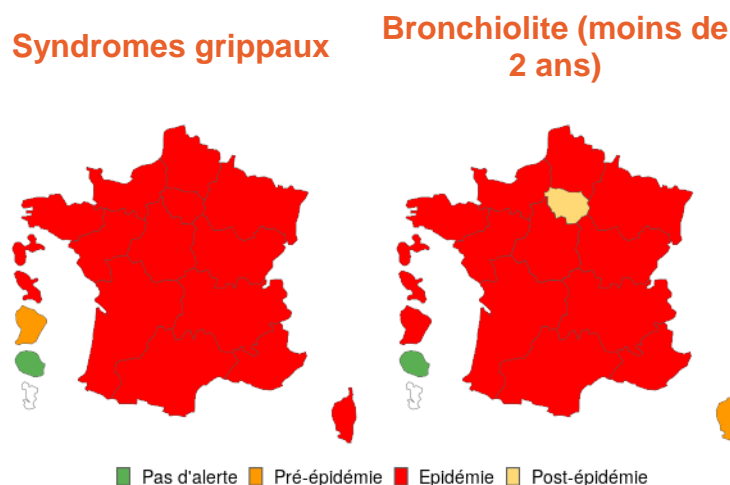 Syndromes grippaux
Bronchiolite (moins de
2 ans)
Pas d'alerte Pré-épidémie Epidémie Post-épidémie